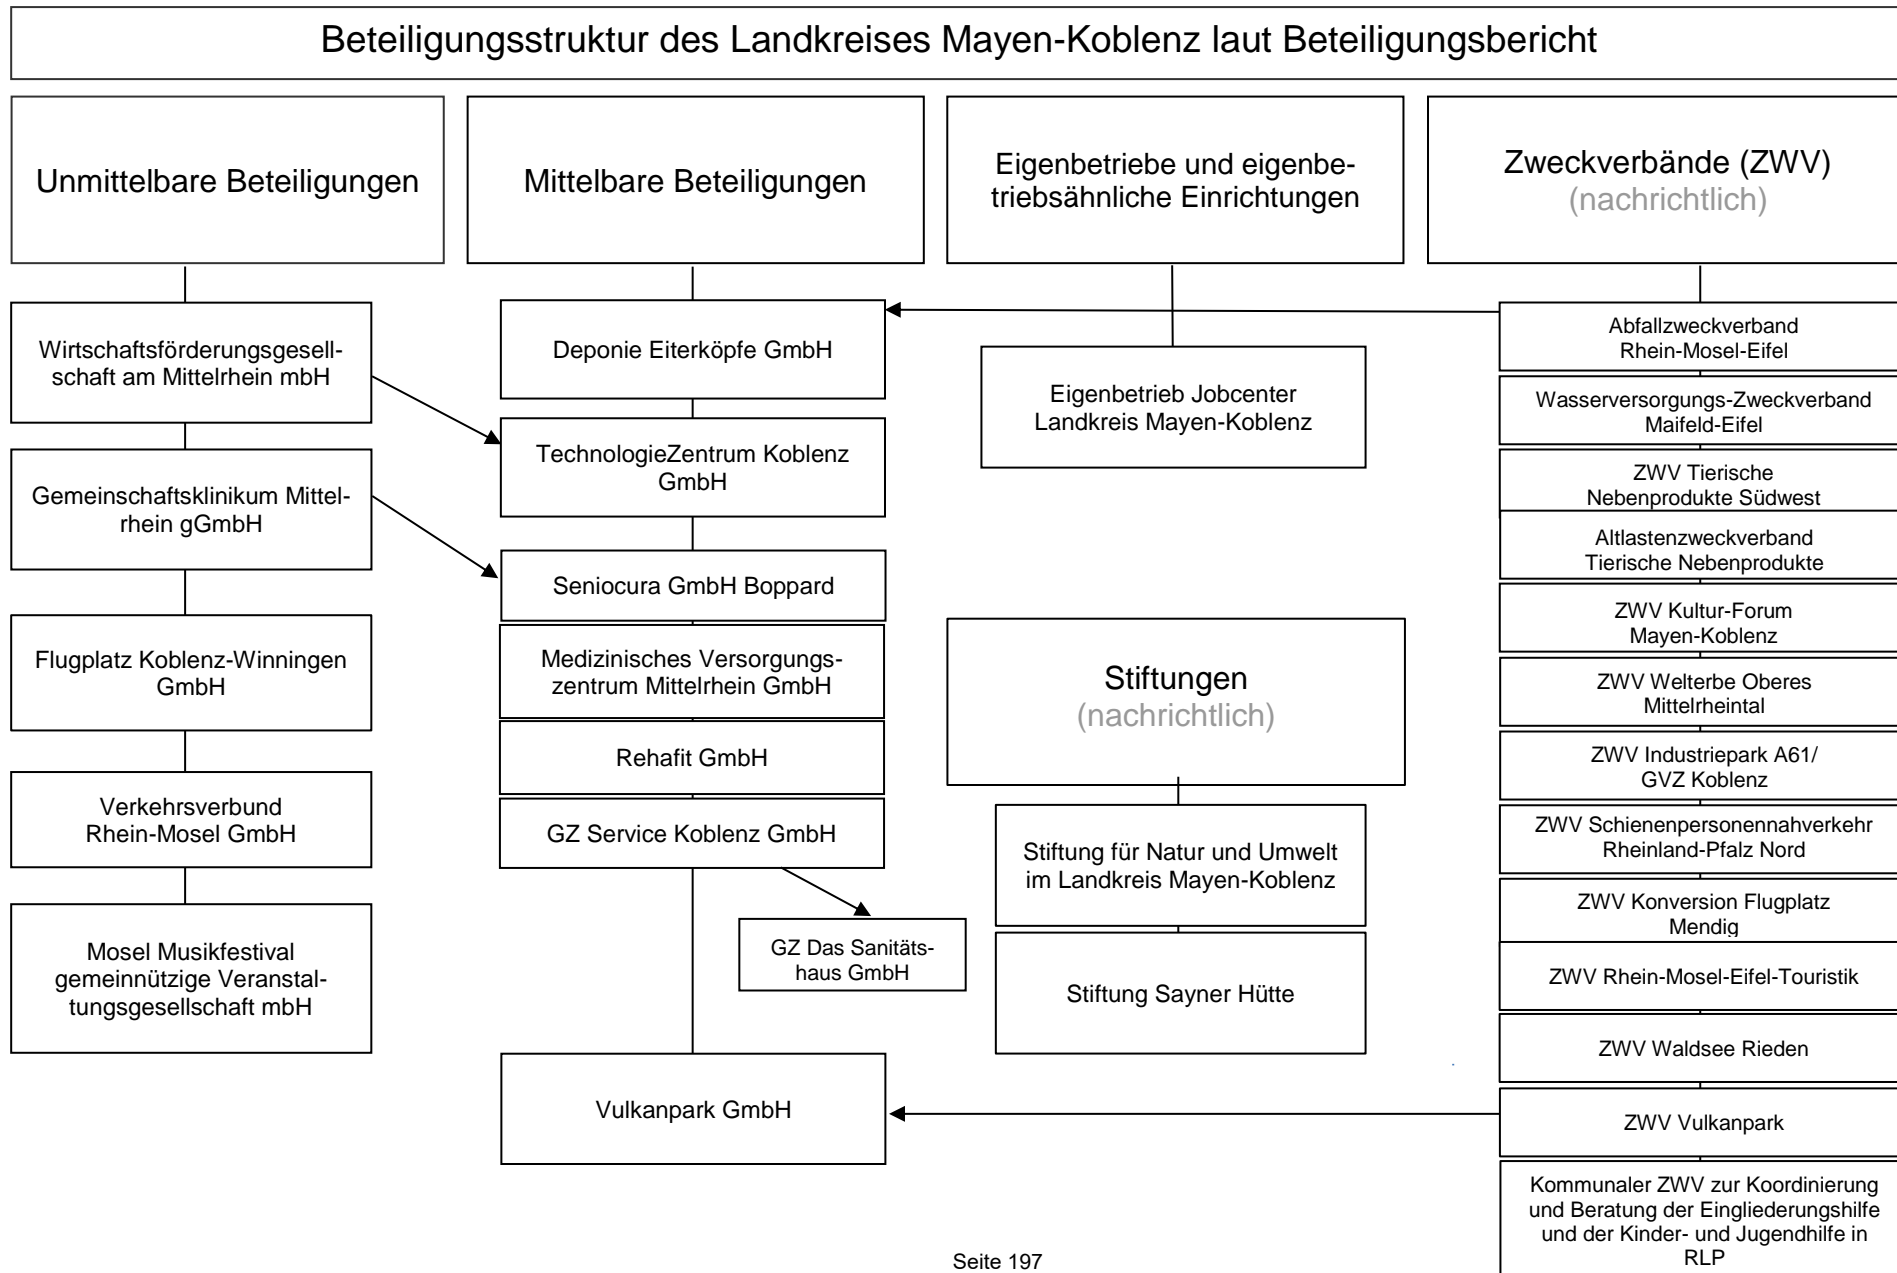 Beteiligungsstruktur des Landkreises Mayen-Koblenz laut Beteiligungsbericht
Unmittelbare Beteiligungen
Wirtschaftsförderungsgesell-
schaft am Mittelrhein mbH
Gemeinschaftsklinikum Mittel-
rhein gGmbH
Flugplatz Koblenz-Winningen
GmbH
Verkehrsverbund
Rhein-Mosel GmbH
Mosel Musikfestival
gemeinnützige Veranstal-
tungsgesellschaft mbH
Mittelbare Beteiligungen
Deponie Eiterköpfe GmbH
TechnologieZentrum Koblenz
GmbH
Seniocura GmbH Boppard
Medizinisches Versorgungs-
zentrum Mittelrhein GmbH
Rehafit GmbH
GZ Service Koblenz GmbH
GZ Das Sanitäts-
haus GmbH
Vulkanpark GmbH
Eigenbetriebe und eigenbe-
triebsähnliche Einrichtungen
Eigenbetrieb Jobcenter
Landkreis Mayen-Koblenz
Stiftungen
(nachrichtlich)
Stiftung für Natur und Umwelt
im Landkreis Mayen-Koblenz
Stiftung Sayner Hütte
Zweckverbände (ZWV)
(nachrichtlich)
Abfallzweckverband
Rhein-Mosel-Eifel
Wasserversorgungs-Zweckverband
Maifeld-Eifel
ZWV Tierische
Nebenprodukte Südwest
Altlastenzweckverband
Tierische Nebenprodukte
ZWV Kultur-Forum
Mayen-Koblenz
ZWV Welterbe Oberes
Mittelrheintal
ZWV Industriepark A61/
GVZ Koblenz
ZWV Schienenpersonennahverkehr
Rheinland-Pfalz Nord
ZWV Konversion Flugplatz
Mendig
ZWV Rhein-Mosel-Eifel-Touristik
ZWV Waldsee Rieden
ZWV Vulkanpark
Kommunaler ZWV zur Koordinierung
und Beratung der Eingliederungshilfe
und der Kinder- und Jugendhilfe in
RLP
Seite 197